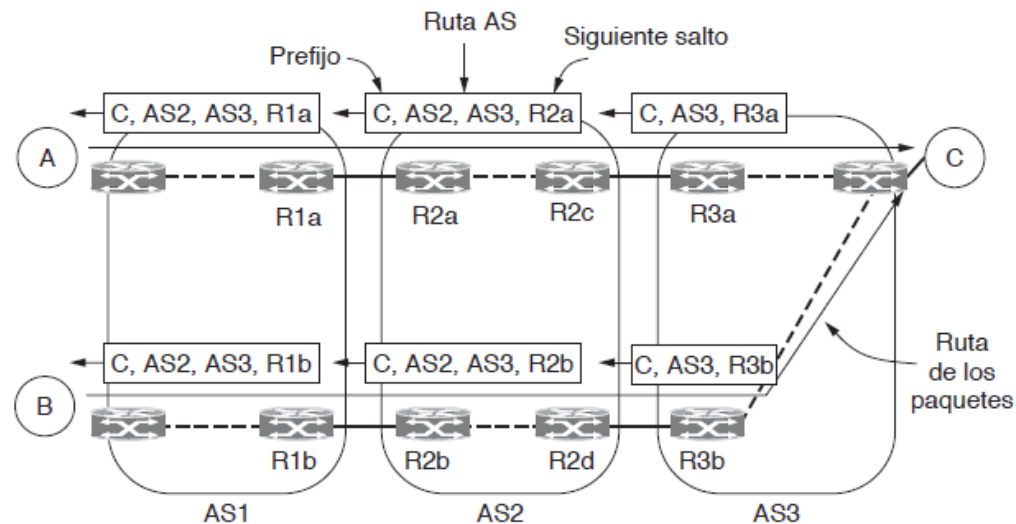 Ruta AS
Prefijo
Siguiente salto
C, AS2, AS3, R1a
C, AS2, AS3, R2a
C, AS3, R3a
A
C
R1a
R2a
R2c
R3a
C, AS2, AS3, R1b
C, AS2, AS3, R2b
C, AS3, R3b
Ruta
de los
paquetes
B
R1b
R2b
R2d
R3b
AS1
AS2
AS3